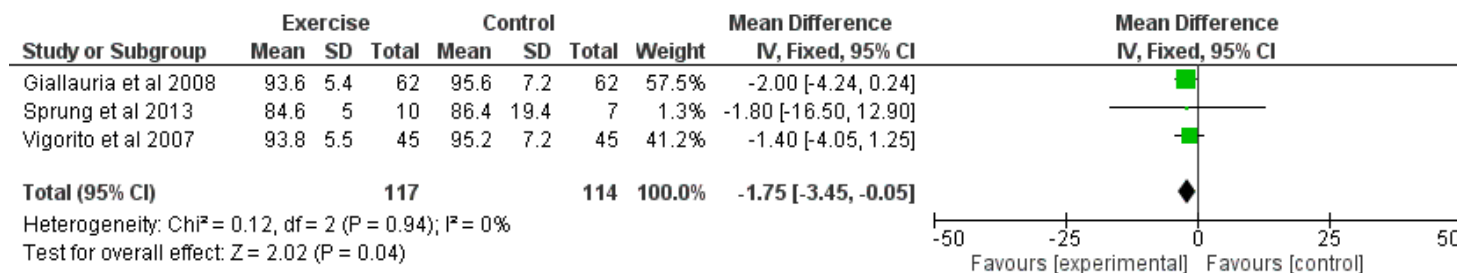 Exercise Control Mean Difference Mean Difference
Study or Subgroup Mean SD Total Mean SD Total Weight IV, Fixed, 95% CI IV, Fixed, 95% CI
Giallauria et al 2008 93.6 5.4 62 95.6 7.2 62 57.5% -2.00 [-4.24, 0.24]
Sprung et al 2013 84.6 5 10 86.4 19.4 7 1.3% -1.80 [-16.50, 12.90]
Vigorito et al 2007 93.8 5.5 45 95.2 7.2 45 41.2% -1.40 [-4.05, 1.25]
Total (95% CI) 117 114 100.0% -1.75 [-3.45, -0.05]
Heterogeneity: Chi² = 0.12, df = 2 (P = 0.94); I² = 0%
Test for overall effect: Z = 2.02 (P = 0.04)
-50 -25 0 25 50
Favours [experimental] Favours [control]